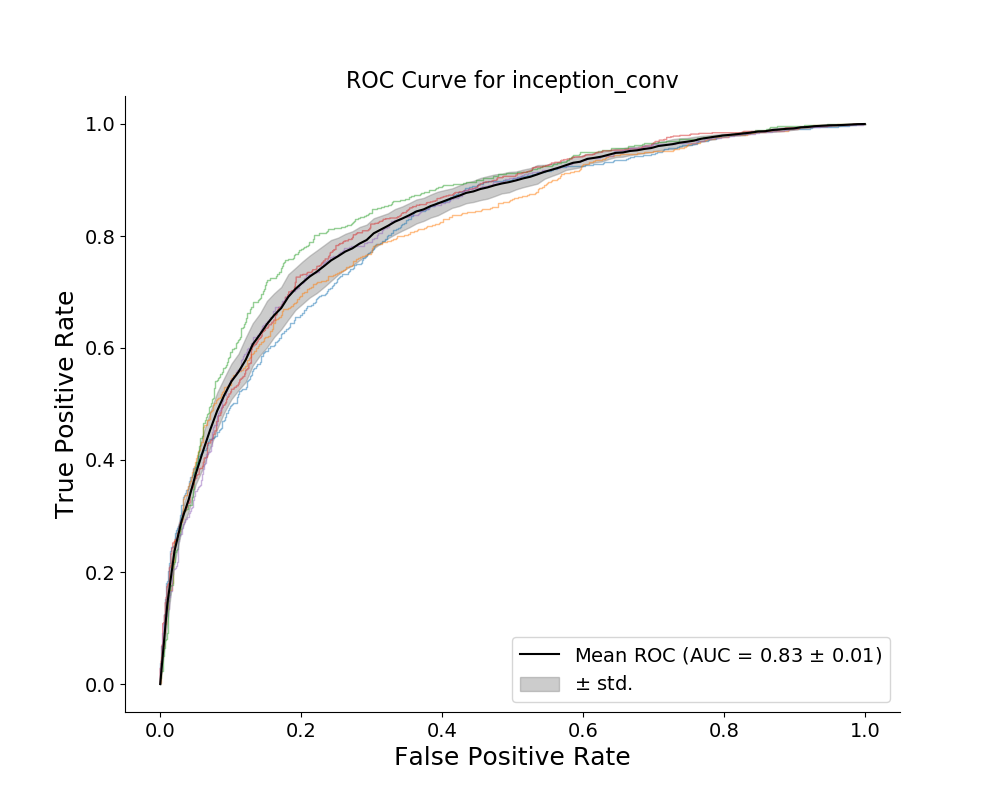 ROC Curve for inception_conv
True Positive Rate
1.0
0.8
0.6
0.4
0.2
0.0
Mean ROC (AUC = 0.83 ± 0.01)
± std.
0.0 0.2 0.4 0.6 0.8 1.0
False Positive Rate